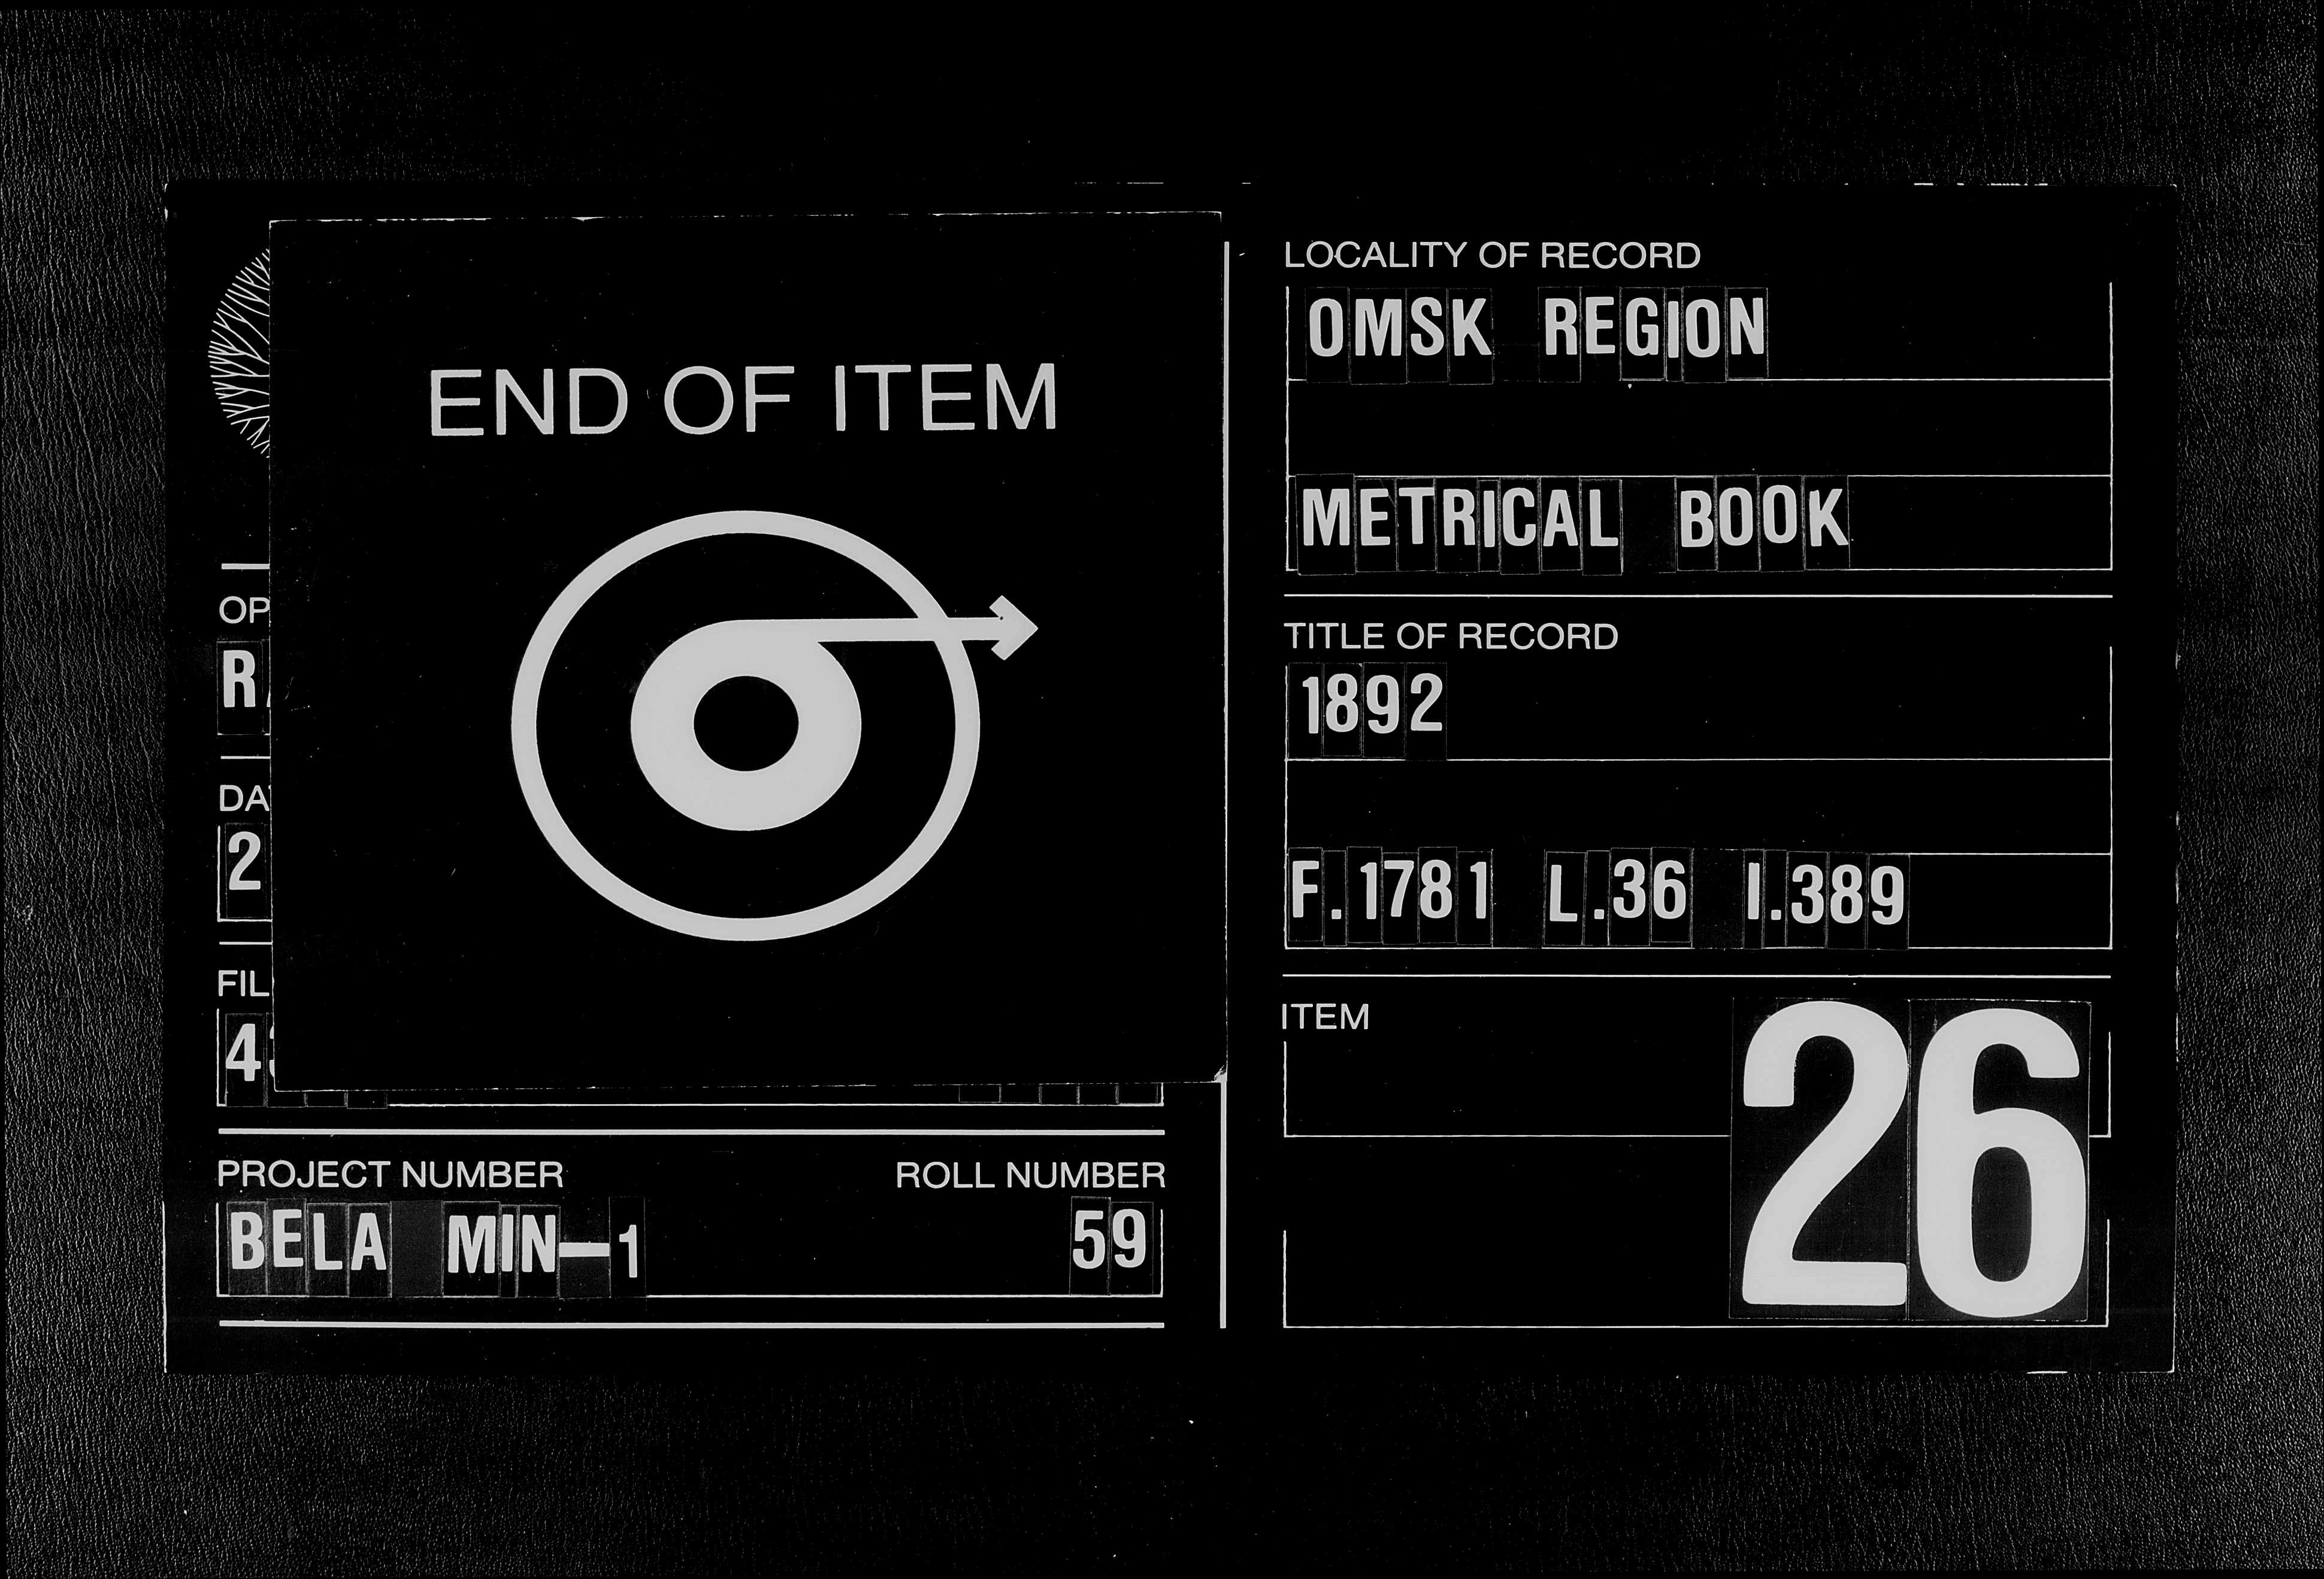 END OF ITEM
PROJECT NUMBER ROLL NUMBER
BELA MIN-1 59
LOCALITY OF RECORD
OMSK REGION
METRICAL BOOK
TITLE OF RECORD
1892
F.1781 L.36 I.389
ITEM
26